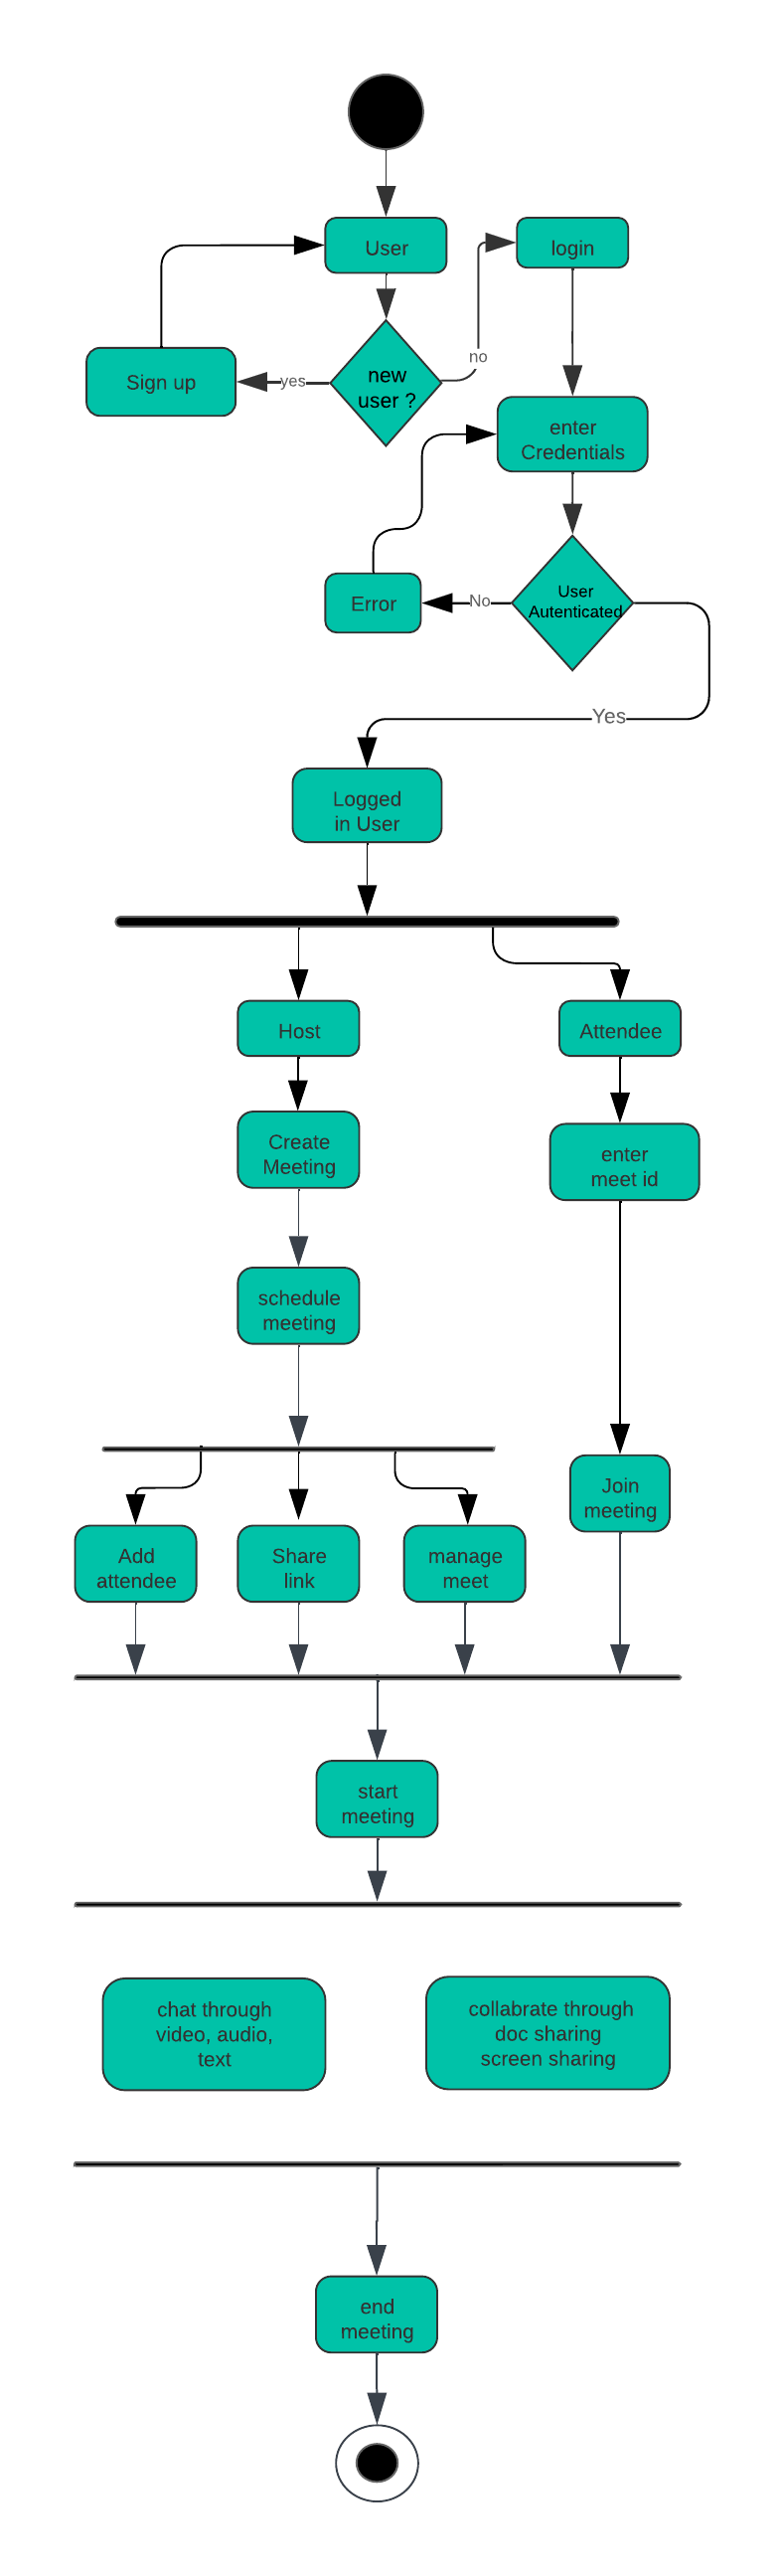 User
login
new
user ?
no
yes
Sign up
enter
Credentials
User
Autenticated
No
Error
Yes
Logged
in User
Host
Attendee
Create
Meeting
enter
meet id
schedule
meeting
Join
meeting
Add
attendee
Share
link
manage
meet
start
meeting
chat through
video, audio,
text
collabrate through
doc sharing
screen sharing
end
meeting